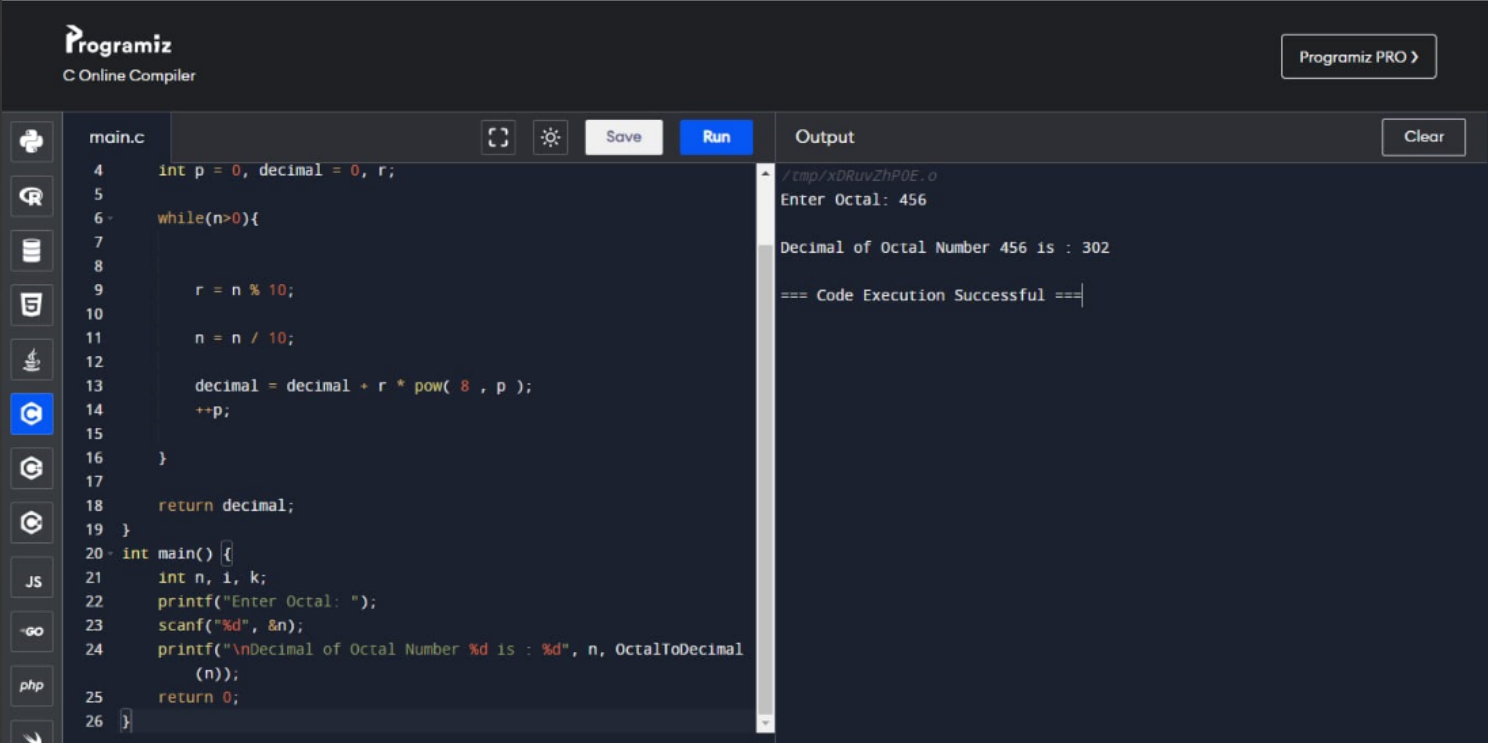 Programiz
C Online Compiler
Programiz PRO ❯
main.c
Save
Run
Output
Clear
4 int p = 0, decimal = 0, r;
5
6 while(n>0){
7
8
9 r = n % 10;
10
11 n = n / 10;
12
13 decimal = decimal + r * pow( 8 , p );
14 ++p;
15
16 }
17
18 return decimal;
19 }
20 int main() {
21 int n, i, k;
22 printf("Enter Octal: ");
23 scanf("%d", &n);
24 printf("\nDecimal of Octal Number %d is : %d", n, OctalToDecimal
(n));
25 return 0;
26 }
/tmp/xDRuvZhP0E.o
Enter Octal: 456
Decimal of Octal Number 456 is : 302
=== Code Execution Successful ===
R
5
C
C
C
JS
GO
php